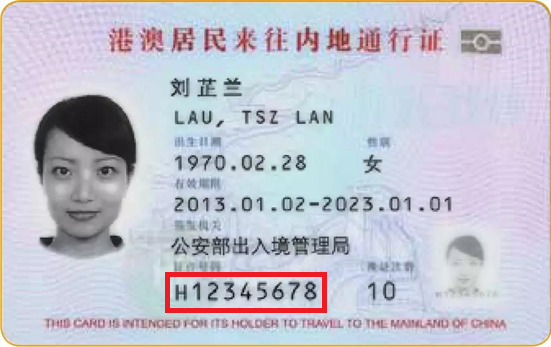 港澳居民来往内地通行证
刘芷兰
LAU, TSZ LAN
出生日期 性别
1970.02.28 女
有效期限
2013.01.02-2023.01.01
签发机关
公安部出入境管理局
证件号码 换证次数
H12345678 10
THIS CARD IS INTENDED FOR ITS HOLDER TO TRAVEL TO THE MAINLAND OF CHINA